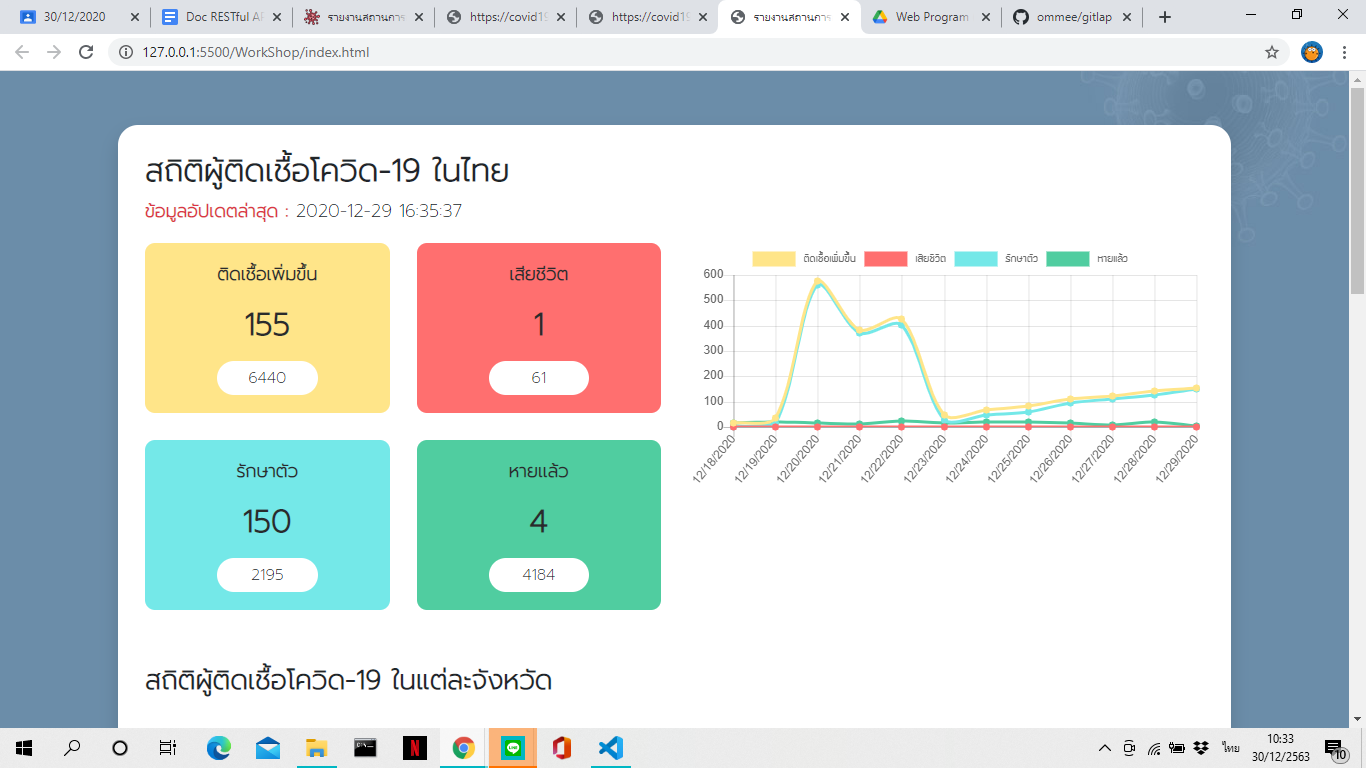 30/12/2020
Doc RESTful A
รายงานสถานการ
https://covid19
https://covid19
รายงานสถานการ
Web Program
ommee/gitlap
127.0.0.1:5500/WorkShop/index.html
สถิติผู้ติดเชื้อโควิด-19 ในไทย
ข้อมูลอัปเดตล่าสุด : 2020-12-29 16:35:37
ติดเชื้อเพิ่มขึ้น
155
6440
เสียชีวิต
1
61
รักษาตัว
150
2195
หายแล้ว
4
4184
ติดเชื้อเพิ่มขึ้น เสียชีวิต รักษาตัว หายแล้ว
600
500
400
300
200
100
0
12/18/2020
12/19/2020
12/20/2020
12/21/2020
12/22/2020
12/23/2020
12/24/2020
12/25/2020
12/26/2020
12/27/2020
12/28/2020
12/29/2020
สถิติผู้ติดเชื้อโควิด-19 ในแต่ละจังหวัด
N
LINE
ไทย
10:33
30/12/2563
10